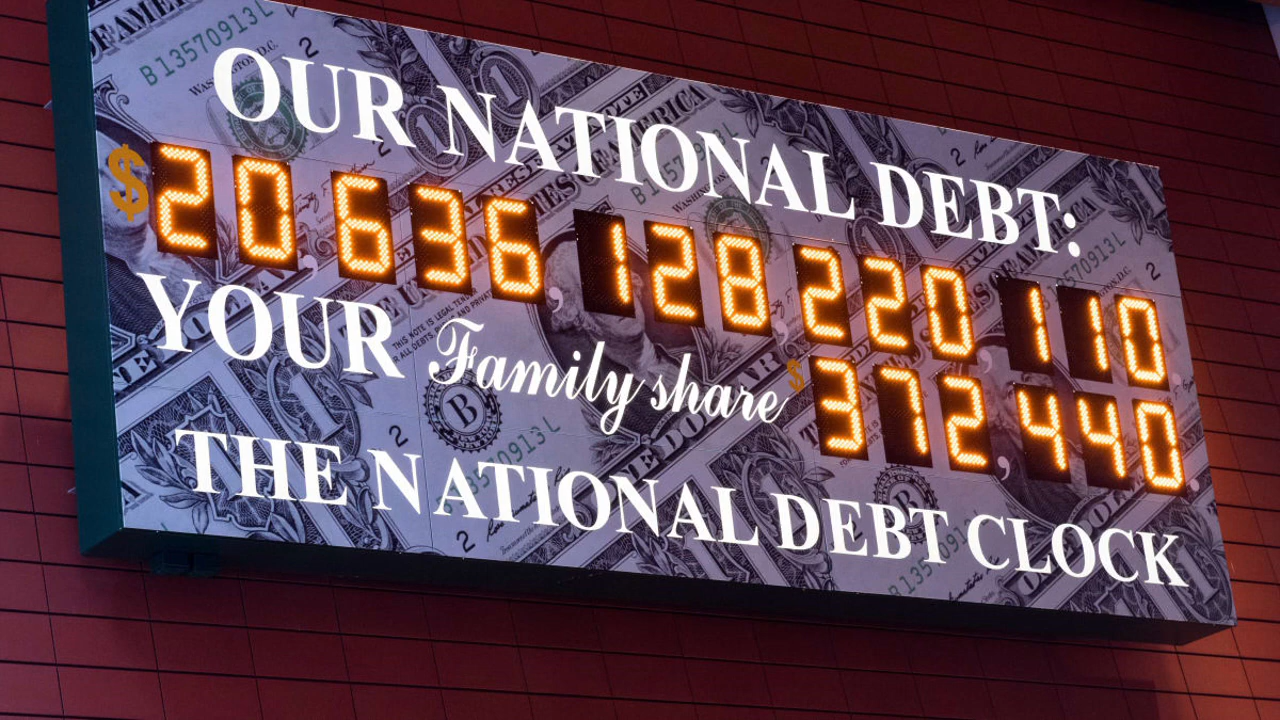 OUR NATIONAL DEBT:
$20,636,128,220,110
YOUR Family share $372,440
THE NATIONAL DEBT CLOCK